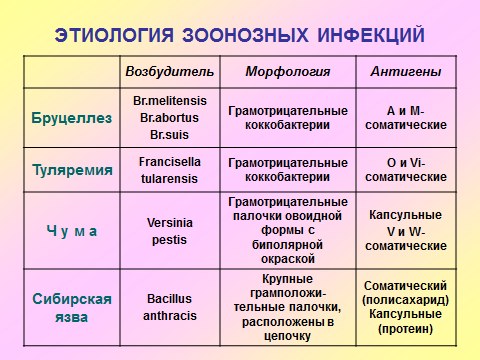 ЭТИОЛОГИЯ ЗООНОЗНЫХ ИНФЕКЦИЙ
Возбудитель
Морфология
Антигены
Бруцеллез
Br.melitensis
Br.abortus
Br.suis
Грамотрицательные
коккобактерии
А и М-
соматические
Туляремия
Francisella
tularensis
Грамотрицательные
коккобактерии
О и Vi-
соматические
Ч у м а
Versinia
pestis
Грамотрицательные
палочки овоидной
формы с
биполярной
окраской
Капсульные
V и W-
соматические
Сибирская
язва
Bacillus
anthracis
Крупные
грамположи-
тельные палочки,
расположены в
цепочку
Соматический
(полисахарид)
Капсульные
(протеин)